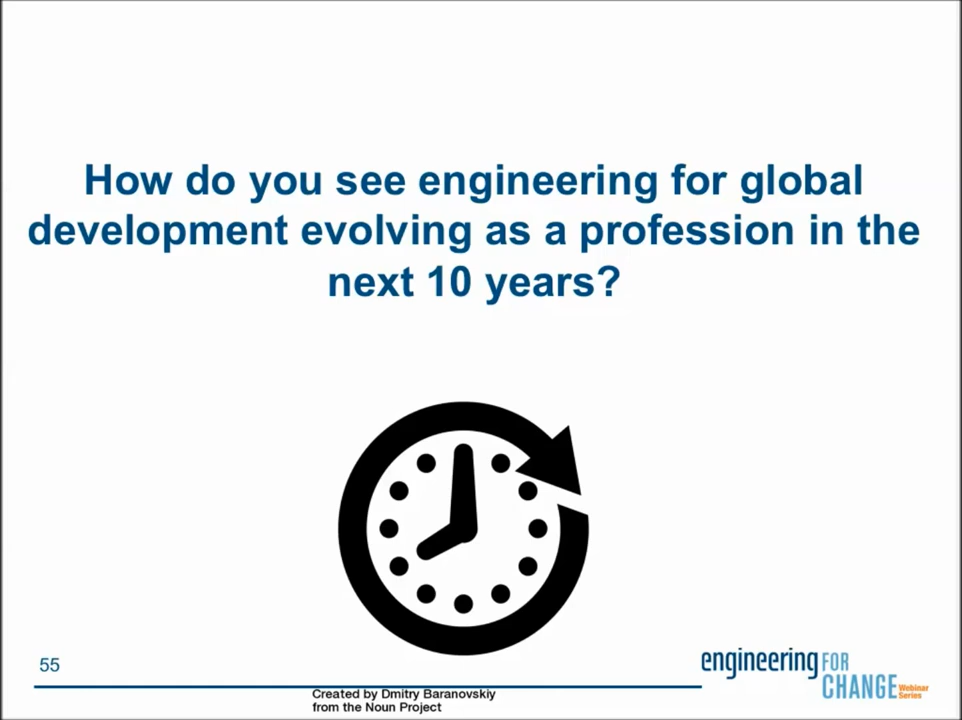 How do you see engineering for global
development evolving as a profession in the
next 10 years?
55
engineering FOR
CHANGE Webinar
Series
Created by Dmitry Baranovskiy
from the Noun Project